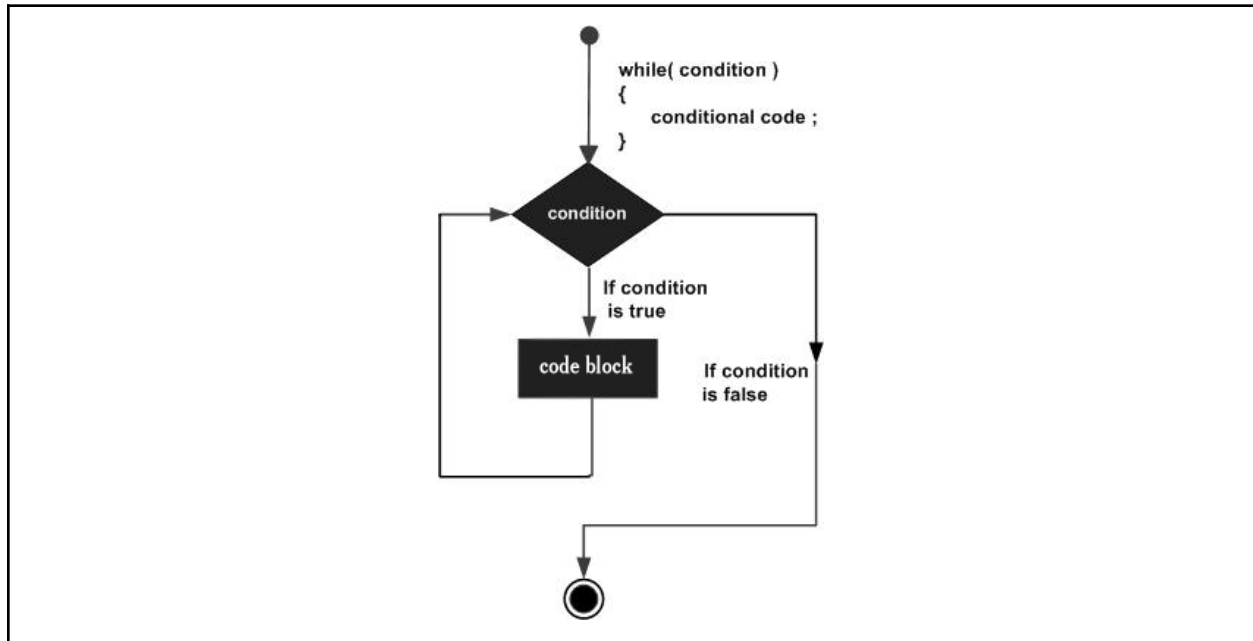 while( condition )
{
conditional code ;
}
condition
If condition
is true
code block
If condition
is false